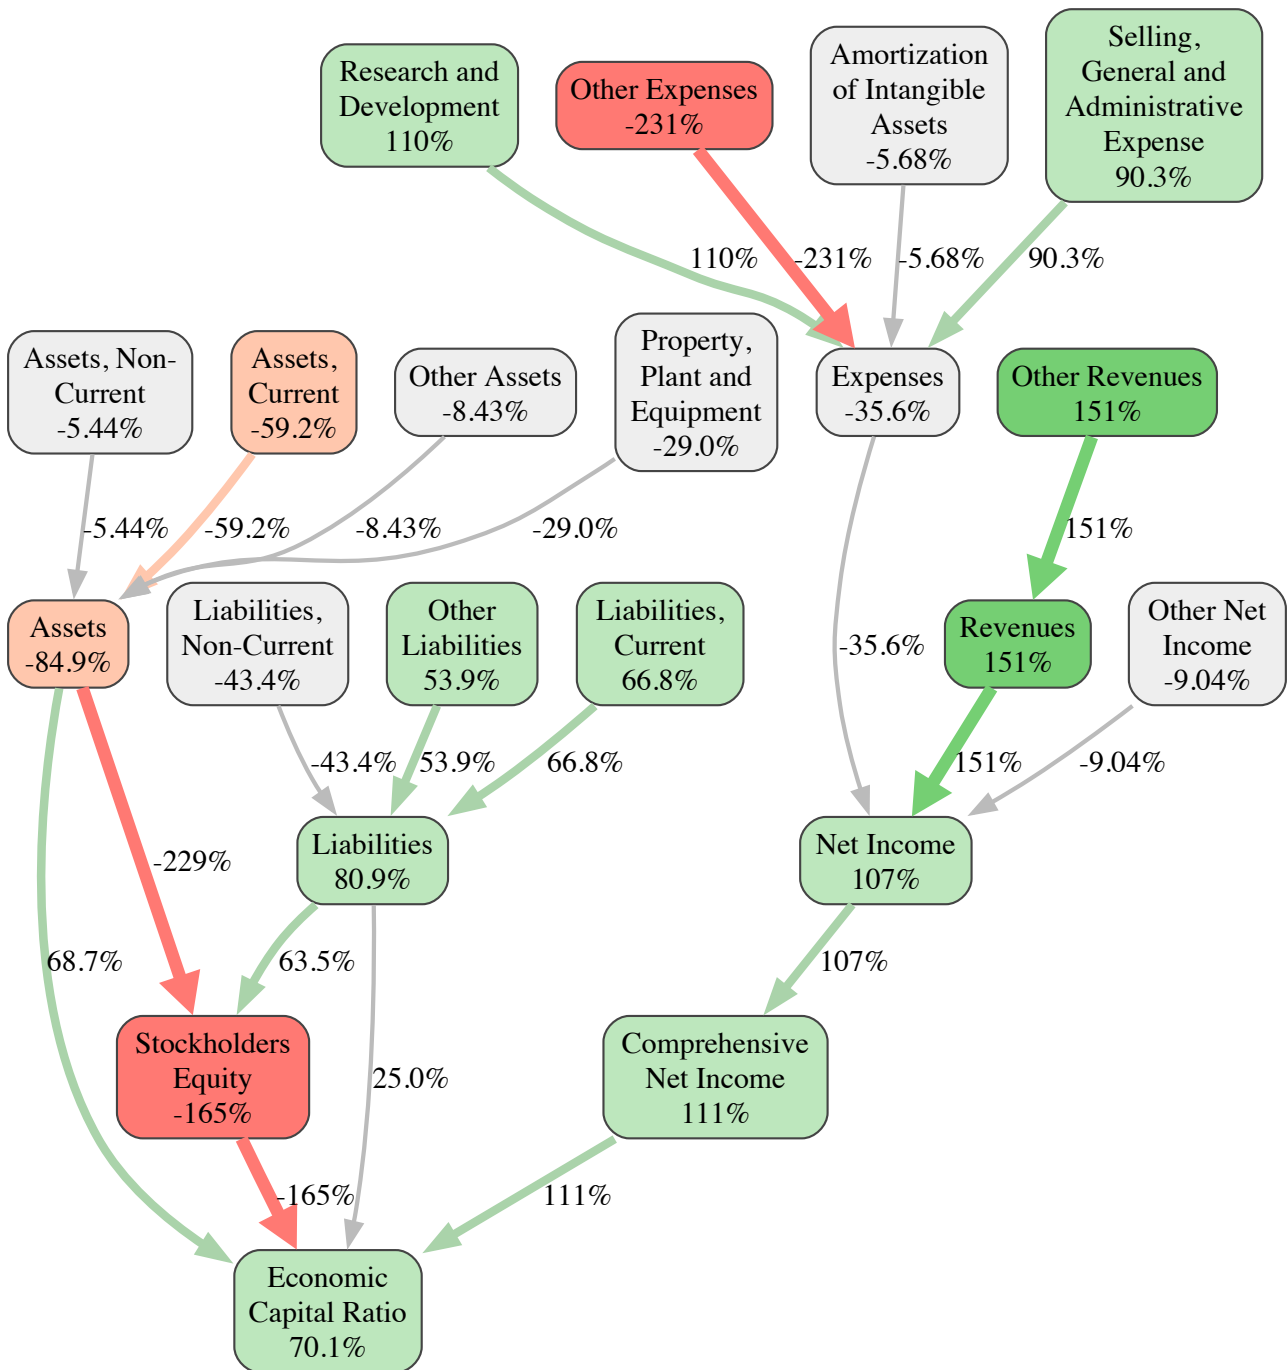 Research and
Development
110%
Other Expenses
-231%
Amortization
of Intangible
Assets
-5.68%
Selling,
General and
Administrative
Expense
90.3%
110%
-231%
-5.68%
90.3%
Assets, Non-
Current
-5.44%
Assets,
Current
-59.2%
Other Assets
-8.43%
Property,
Plant and
Equipment
-29.0%
Expenses
-35.6%
Other Revenues
151%
-5.44%
-59.2%
-8.43%
-29.0%
151%
Assets
-84.9%
Liabilities,
Non-Current
-43.4%
Other
Liabilities
53.9%
Liabilities,
Current
66.8%
-35.6%
Revenues
151%
Other Net
Income
-9.04%
-43.4%
53.9%
66.8%
151%
-9.04%
-229%
Liabilities
80.9%
Net Income
107%
68.7%
63.5%
107%
Stockholders
Equity
-165%
25.0%
Comprehensive
Net Income
111%
-165%
111%
Economic
Capital Ratio
70.1%